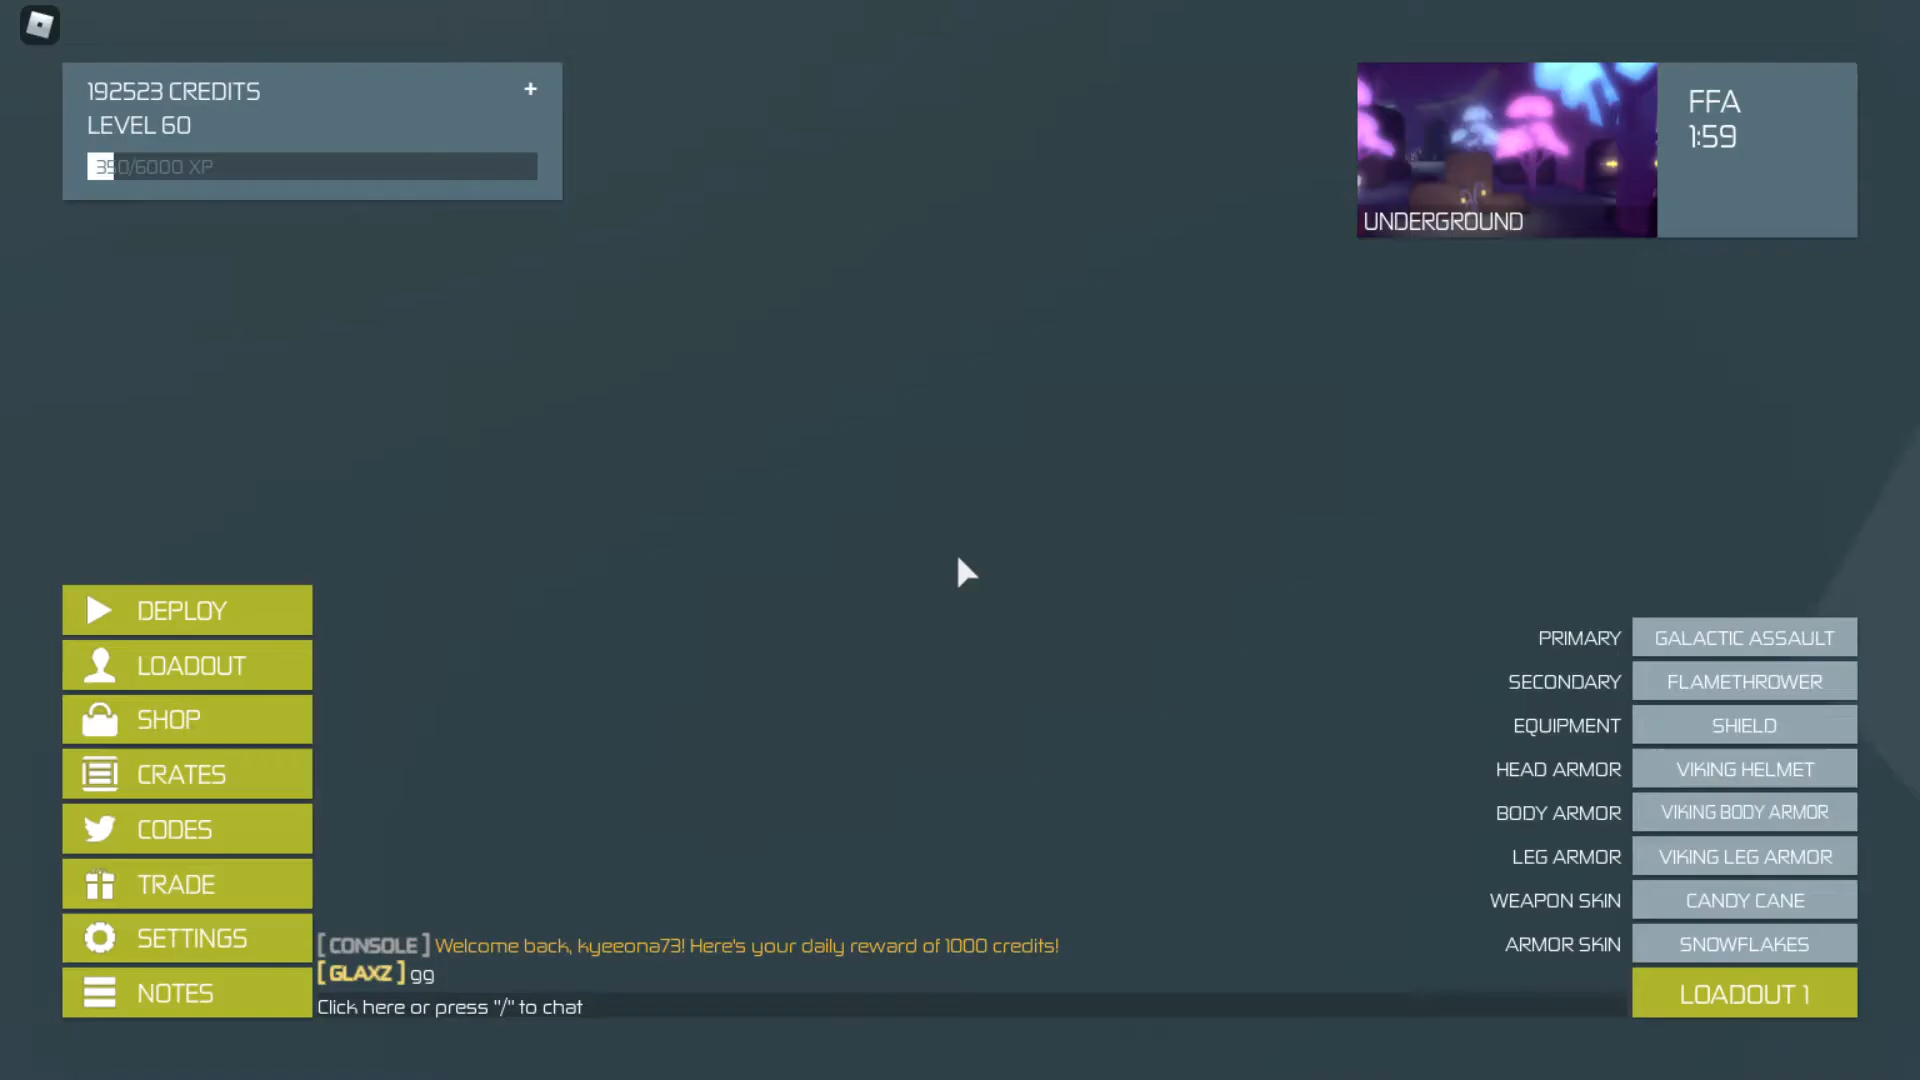 192523 CREDITS
+
LEVEL 60
350/6000 XP
UNDERGROUND
FFA
1:59
DEPLOY
LOADOUT
SHOP
CRATES
CODES
TRADE
SETTINGS
NOTES
[ CONSOLE ] Welcome back, kyeeona73! Here's your daily reward of 1000 credits!
[ GLAXZ ] gg
Click here or press "/" to chat
PRIMARY GALACTIC ASSAULT
SECONDARY FLAMETHROWER
EQUIPMENT SHIELD
HEAD ARMOR VIKING HELMET
BODY ARMOR VIKING BODY ARMOR
LEG ARMOR VIKING LEG ARMOR
WEAPON SKIN CANDY CANE
ARMOR SKIN SNOWFLAKES
LOADOUT 1